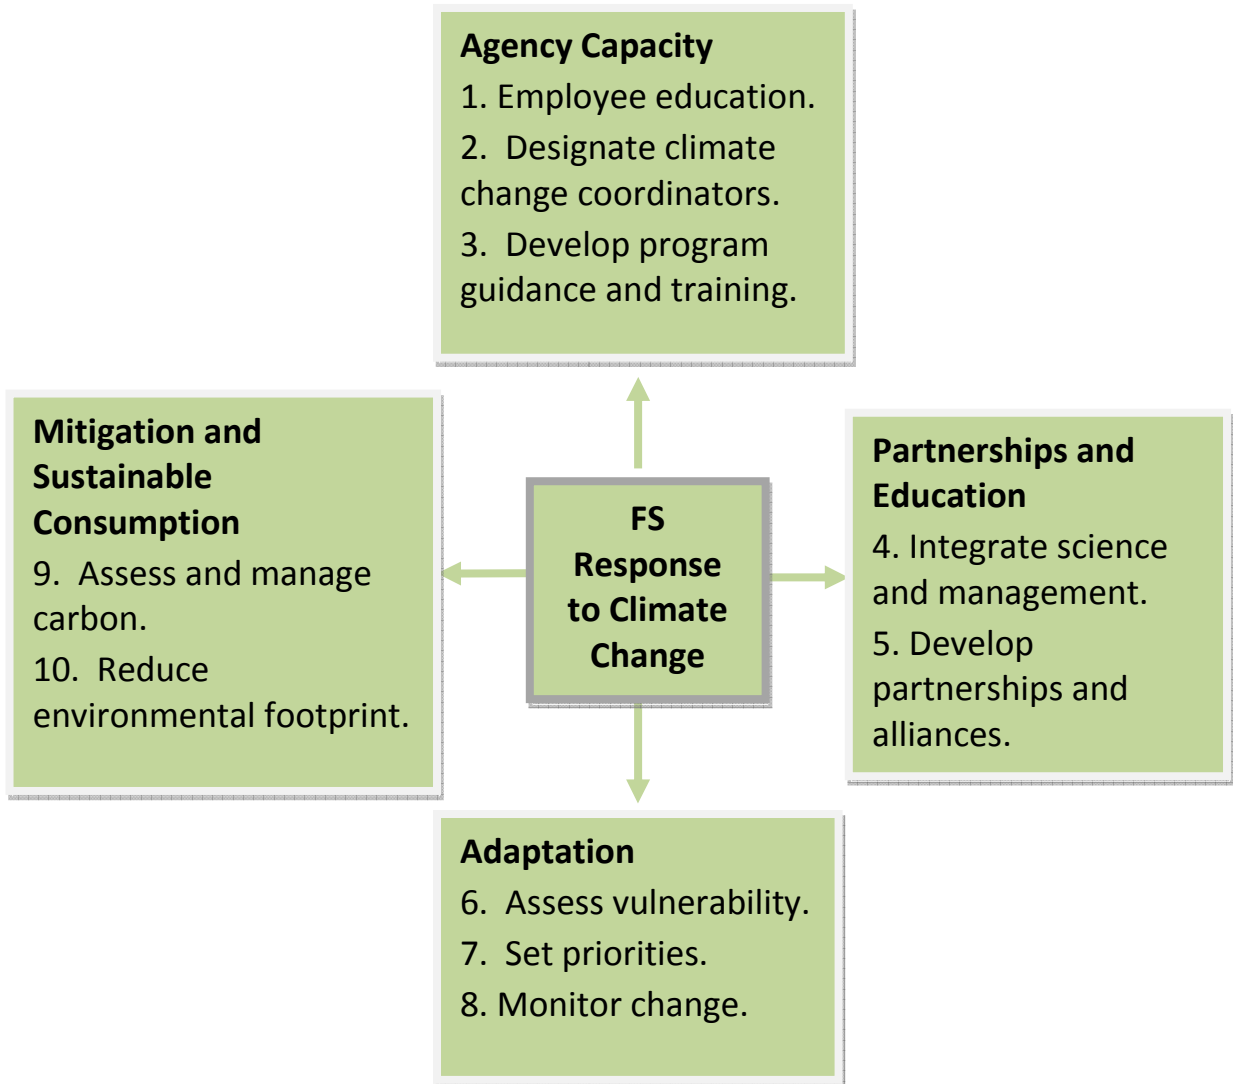 Agency Capacity
1. Employee education.
2.  Designate climate
change coordinators.
3.  Develop program
guidance and training.
Mitigation and
Sustainable
Consumption
9.  Assess and manage
carbon.
10.  Reduce
environmental footprint.
FS
Response
to Climate
Change
Partnerships and
Education
4. Integrate science
and management.
5. Develop
partnerships and
alliances.
Adaptation
6.  Assess vulnerability.
7.  Set priorities.
8. Monitor change.